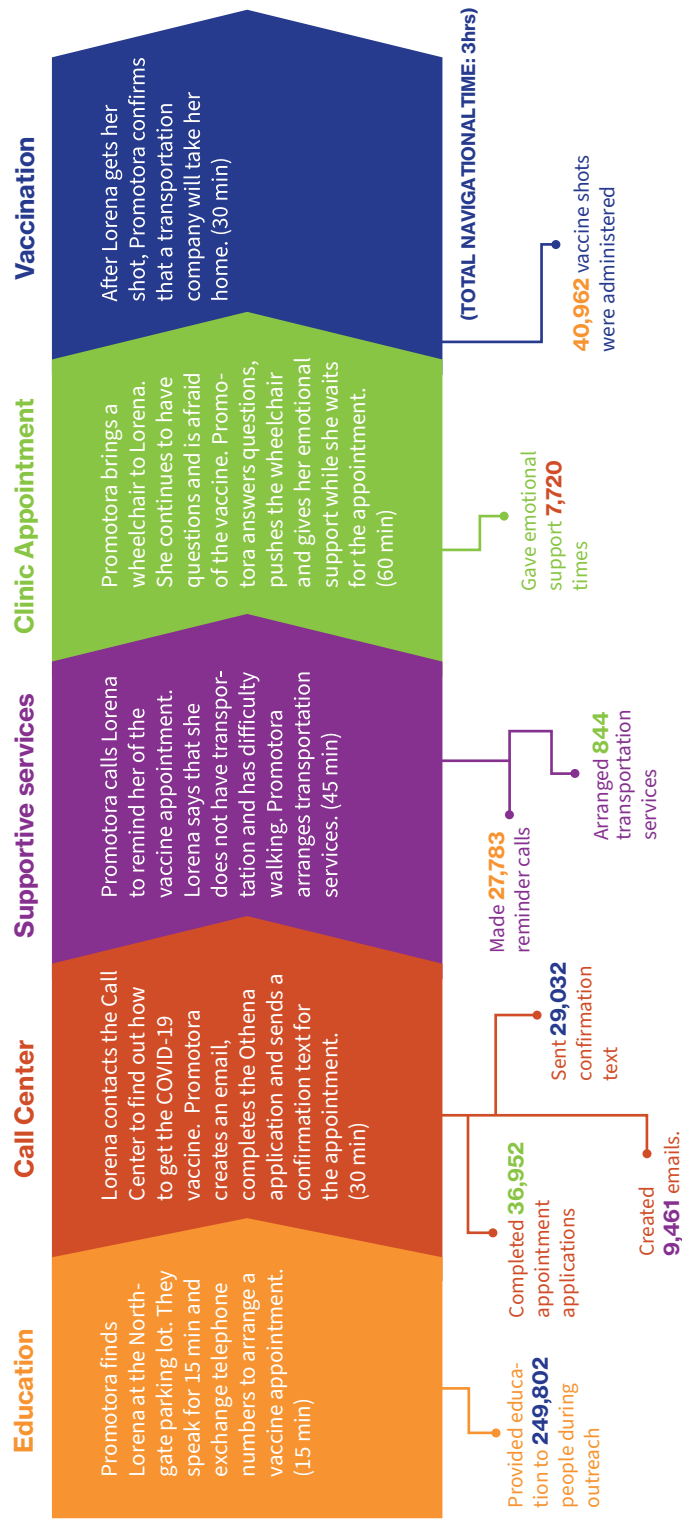 Education
Promotora finds
Lorena at the North-
gate parking lot. They
speak for 15 min and
exchange telephone
numbers to arrange a
vaccine appointment.
(15 min)
Provided educa-
tion to 249,802
people during
outreach
Call Center
Lorena contacts the Call
Center to find out how
to get the COVID-19
vaccine. Promotora
creates an email,
completes the Othena
application and sends a
confirmation text for
the appointment.
(30 min)
Completed 36,952
appointment
applications
Created
9,461 emails.
Sent 29,032
confirmation
text
Supportive services
Promotora calls Lorena
to remind her of the
vaccine appointment.
Lorena says that she
does not have transpor-
tation and has difficulty
walking. Promotora
arranges transportation
services. (45 min)
Made 27,783
reminder calls
Arranged 844
transportation
services
Clinic Appointment
Promotora brings a
wheelchair to Lorena.
She continues to have
questions and is afraid
of the vaccine. Promo-
tora answers questions,
pushes the wheelchair
and gives her emotional
support while she waits
for the appointment.
(60 min)
Gave emotional
support 7,720
times
Vaccination
After Lorena gets her
shot, Promotora confirms
that a transportation
company will take her
home. (30 min)
(TOTAL NAVIGATIONAL TIME: 3hrs)
40,962 vaccine shots
were administered